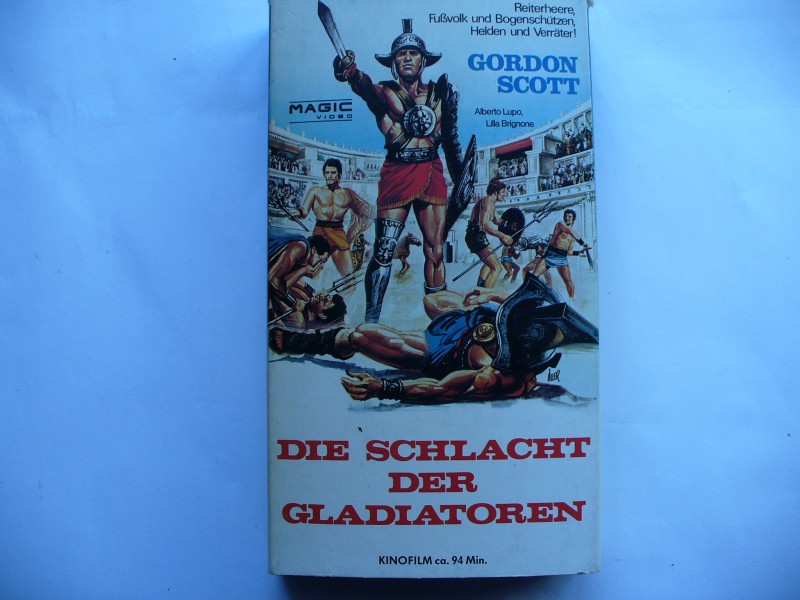 Reiterheere,
Fußvolk und Bogenschützen,
Helden und Verräter!
GORDON
SCOTT
MAGIC
VIDEO
Alberto Lupo,
Lilla Brignone
DIE SCHLACHT
DER
GLADIATOREN
KINOFILM ca. 94 Min.